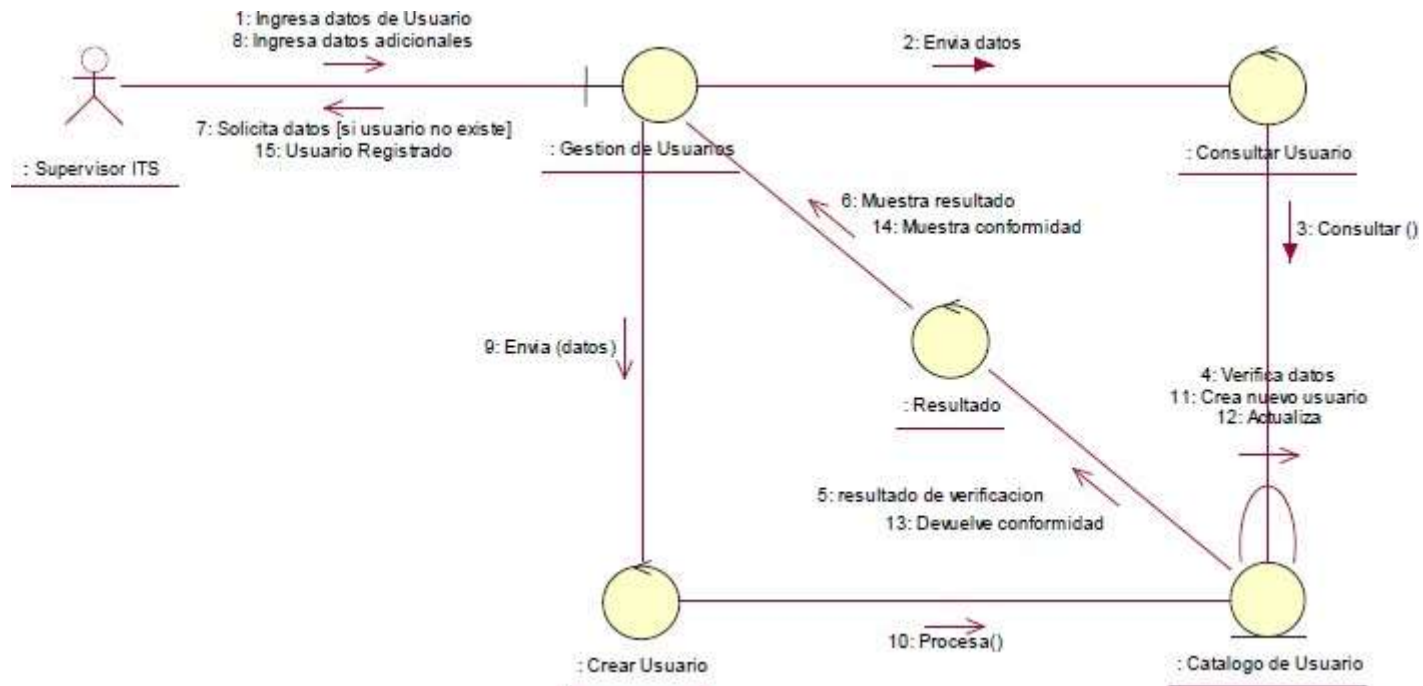 1: Ingresa datos de Usuario
8: Ingresa datos adicionales
2: Envia datos
7: Solicita datos [si usuario no existe]
15: Usuario Registrado
: Supervisor ITS
: Gestion de Usuarios
: Consultar Usuario
6: Muestra resultado
14: Muestra conformidad
3: Consultar ()
9: Envia (datos)
: Resultado
4: Verifica datos
11: Crea nuevo usuario
12: Actualiza
5: resultado de verificacion
13: Devuelve conformidad
10: Procesa()
: Crear Usuario
: Catalogo de Usuario